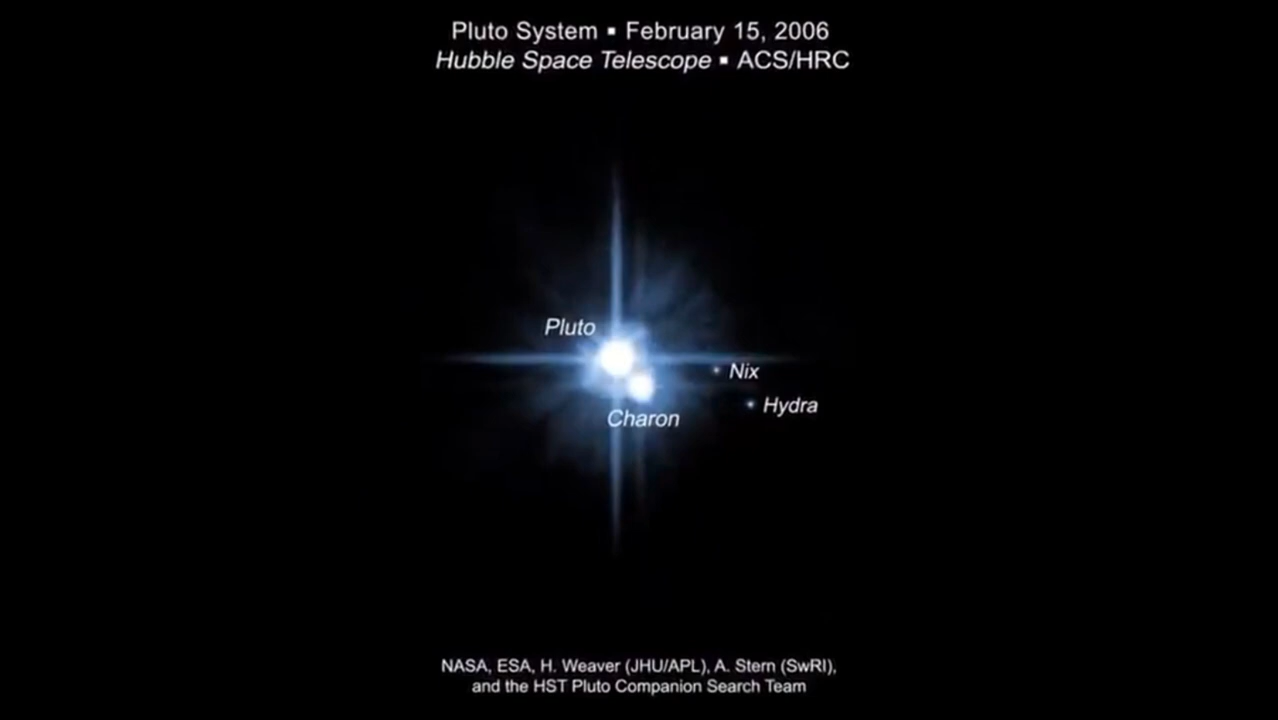 Pluto System ▪ February 15, 2006
Hubble Space Telescope ▪ ACS/HRC
Pluto
Nix
Hydra
Charon
NASA, ESA, H. Weaver (JHU/APL), A. Stern (SwRI),
and the HST Pluto Companion Search Team